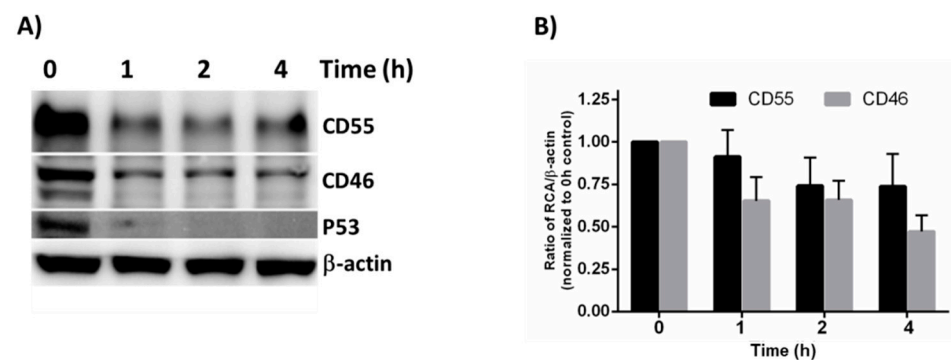 A)
0 1 2 4 Time (h)
CD55
CD46
P53
β-actin
B)
CD55 CD46
Ratio of RCA/β-actin
(normalized to 0h control)
1.25
1.00
0.75
0.50
0.25
0.00
0 1 2 4
Time (h)